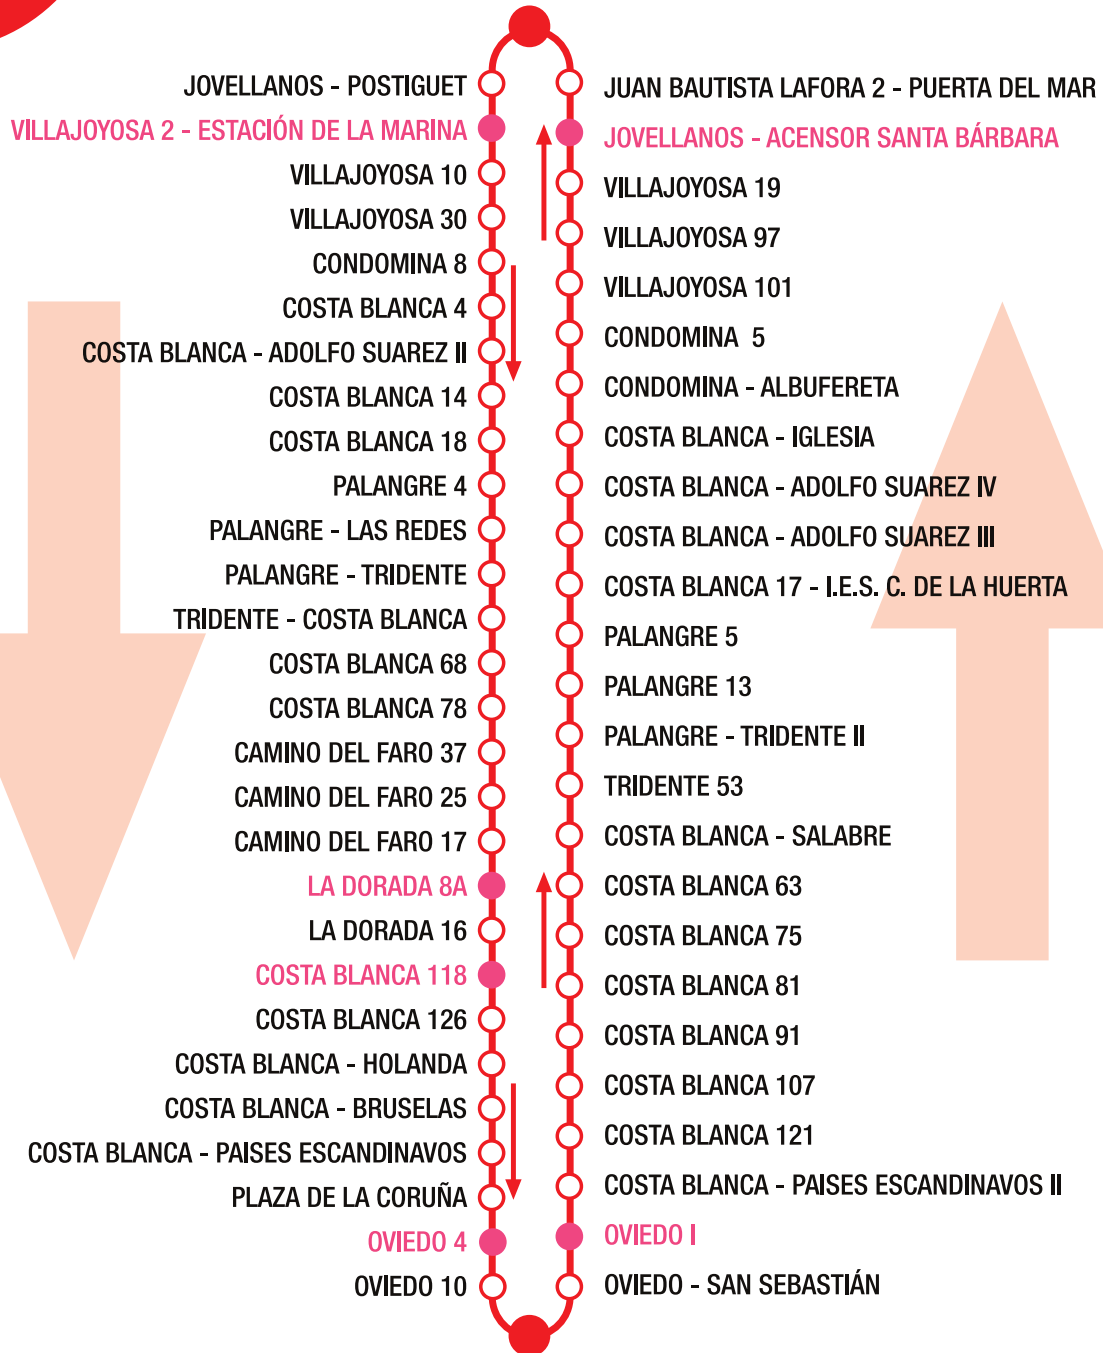 JOVELLANOS - POSTIGUET
VILLAJOYOSA 2 - ESTACIÓN DE LA MARINA
VILLAJOYOSA 10
VILLAJOYOSA 30
CONDOMINA 8
COSTA BLANCA 4
COSTA BLANCA - ADOLFO SUAREZ II
COSTA BLANCA 14
COSTA BLANCA 18
PALANGRE 4
PALANGRE - LAS REDES
PALANGRE - TRIDENTE
TRIDENTE - COSTA BLANCA
COSTA BLANCA 68
COSTA BLANCA 78
CAMINO DEL FARO 37
CAMINO DEL FARO 25
CAMINO DEL FARO 17
LA DORADA 8A
LA DORADA 16
COSTA BLANCA 118
COSTA BLANCA 126
COSTA BLANCA - HOLANDA
COSTA BLANCA - BRUSELAS
COSTA BLANCA - PAISES ESCANDINAVOS
PLAZA DE LA CORUÑA
OVIEDO 4
OVIEDO 10
JUAN BAUTISTA LAFORA 2 - PUERTA DEL MAR
JOVELLANOS - ACENSOR SANTA BÁRBARA
VILLAJOYOSA 19
VILLAJOYOSA 97
VILLAJOYOSA 101
CONDOMINA 5
CONDOMINA - ALBUFERETA
COSTA BLANCA - IGLESIA
COSTA BLANCA - ADOLFO SUAREZ IV
COSTA BLANCA - ADOLFO SUAREZ III
COSTA BLANCA 17 - I.E.S. C. DE LA HUERTA
PALANGRE 5
PALANGRE 13
PALANGRE - TRIDENTE II
TRIDENTE 53
COSTA BLANCA - SALABRE
COSTA BLANCA 63
COSTA BLANCA 75
COSTA BLANCA 81
COSTA BLANCA 91
COSTA BLANCA 107
COSTA BLANCA 121
COSTA BLANCA - PAISES ESCANDINAVOS II
OVIEDO I
OVIEDO - SAN SEBASTIÁN